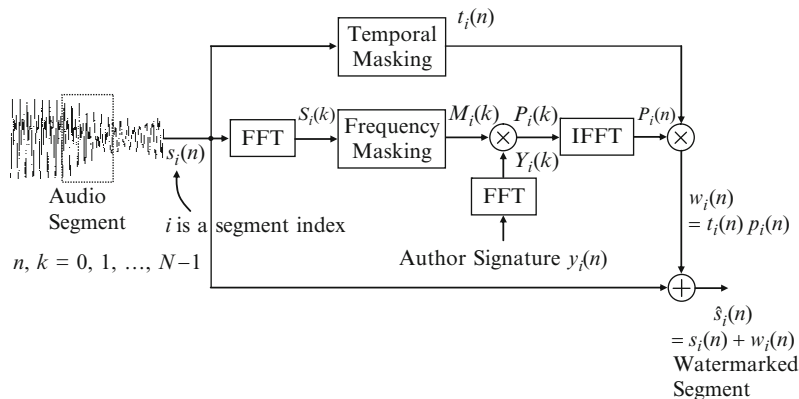 t_i(n)
Temporal
Masking
S_i(k)
M_i(k)
P_i(k)
P_i(n)
s_i(n)
FFT
Frequency
Masking
×
IFFT
×
Y_i(k)
FFT
Audio
Segment
i is a segment index
w_i(n)
= t_i(n) p_i(n)
n, k = 0, 1, …, N−1
Author Signature y_i(n)
+
ŝ_i(n)
= s_i(n) + w_i(n)
Watermarked
Segment